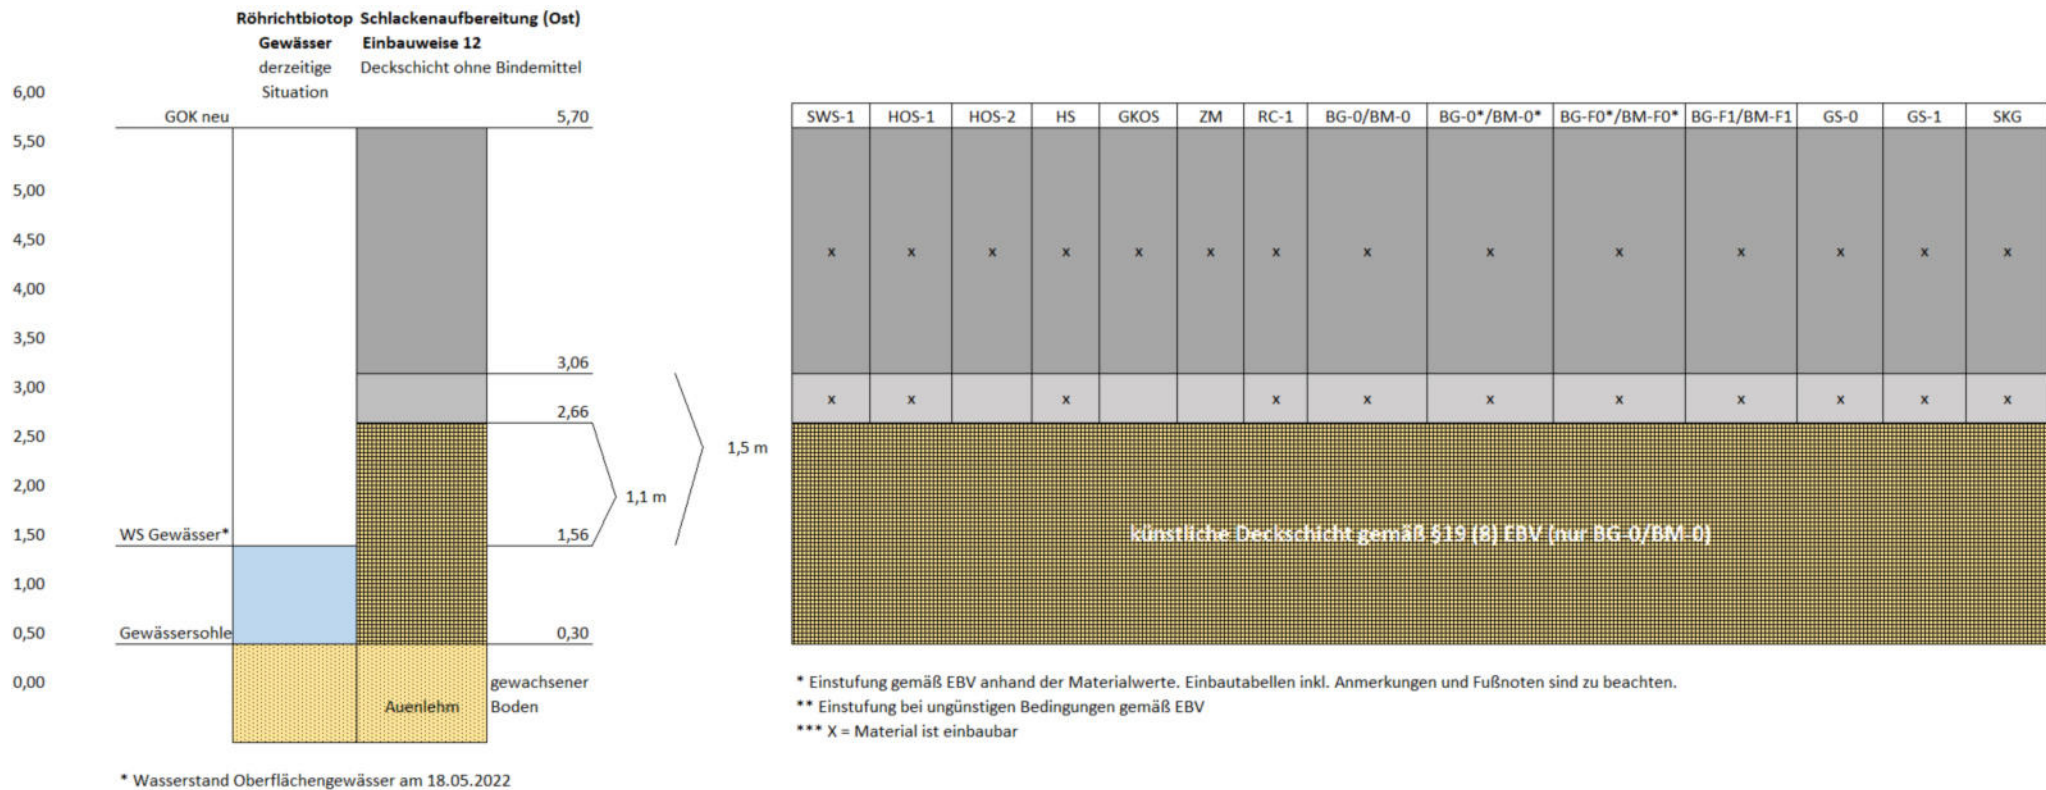 Röhrichtbiotop Schlackenaufbereitung (Ost)
Gewässer Einbauweise 12
derzeitige Deckschicht ohne Bindemittel
Situation
6,00
GOK neu 5,70
SWS-1 HOS-1 HOS-2 HS GKOS ZM RC-1 BG-0/BM-0 BG-0*/BM-0* BG-F0*/BM-F0* BG-F1/BM-F1 GS-0 GS-1 SKG
5,50
5,00
4,50
x x x x x x x x x x x x x x
4,00
3,50
3,06
3,00
x x x x x x x x x x x
2,66
2,50
1,5 m
2,00
1,1 m
1,50
WS Gewässer* 1,56
künstliche Deckschicht gemäß §19 (8) EBV (nur BG-0/BM-0)
1,00
0,50
Gewässersohle 0,30
0,00
gewachsener
Auenlehm Boden
* Einstufung gemäß EBV anhand der Materialwerte. Einbautabellen inkl. Anmerkungen und Fußnoten sind zu beachten.
** Einstufung bei ungünstigen Bedingungen gemäß EBV
*** X = Material ist einbaubar
* Wasserstand Oberflächengewässer am 18.05.2022